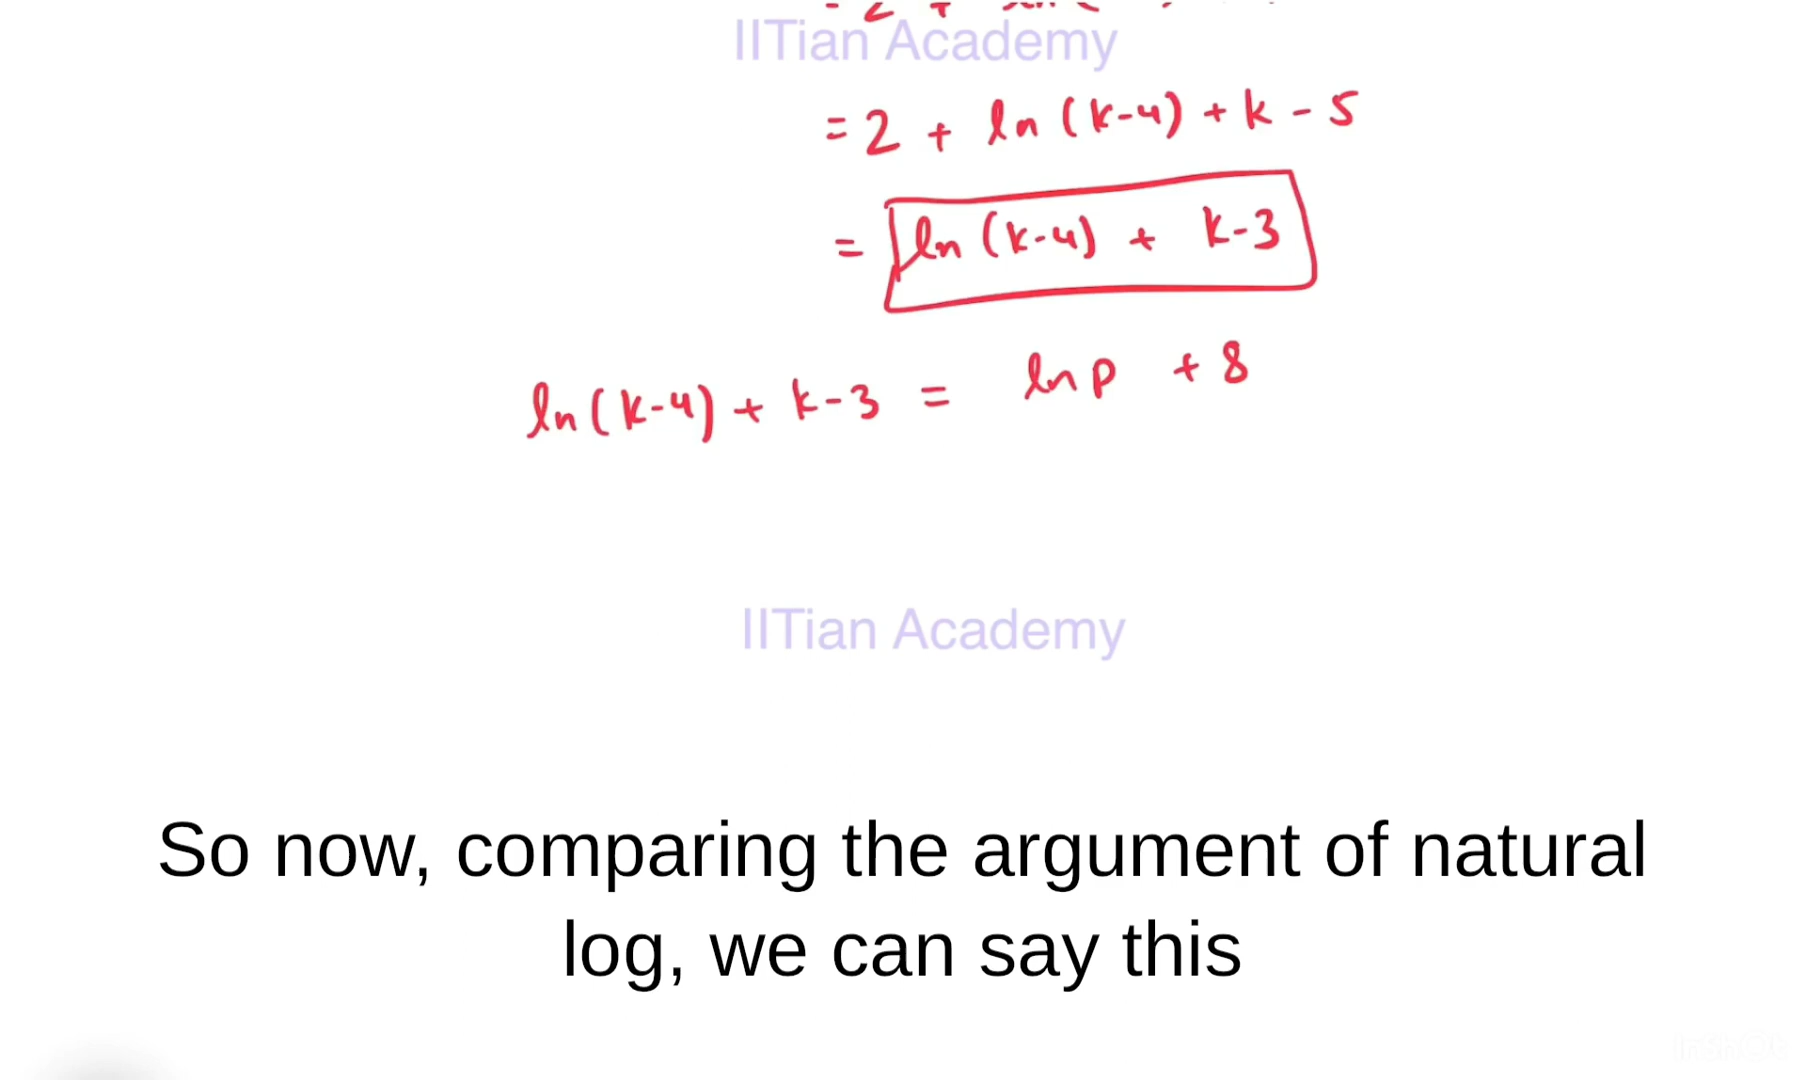 IITian Academy
= 2 + ln (k-4) + k - 5
= ln (k-4) + k-3
ln (k-4) + k-3 = ln p + 8
IITian Academy
So now, comparing the argument of natural
log, we can say this